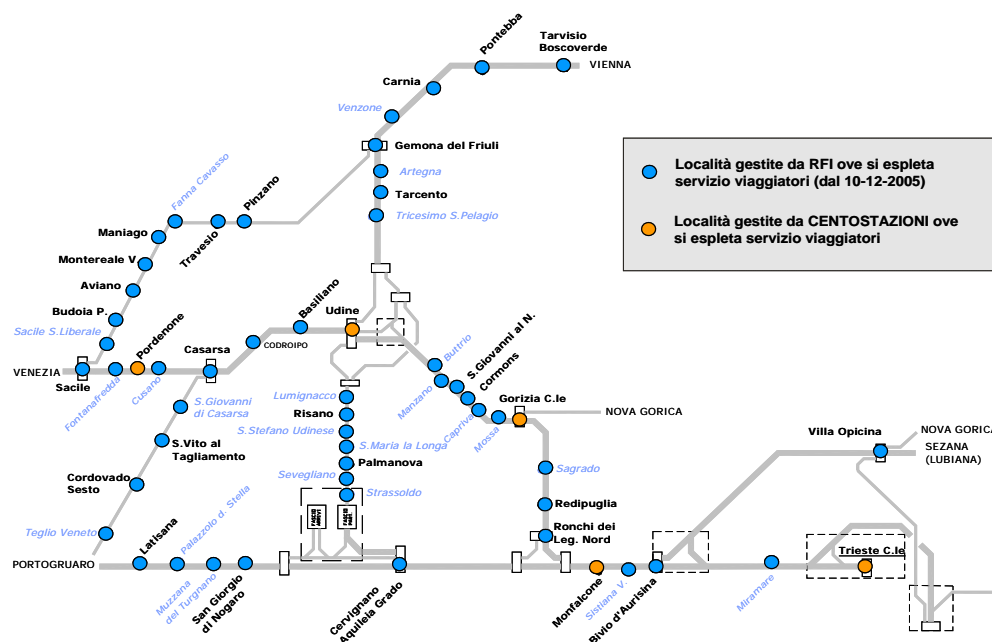 Pontebba
Tarvisio
Boscoverde
VIENNA
Carnia
Venzone
Gemona del Friuli
Artegna
Tarcento
Tricesimo S.Pelagio
Località gestite da RFI ove si espleta
servizio viaggiatori (dal 10-12-2005)
Località gestite da CENTOSTAZIONI ove
si espleta servizio viaggiatori
Fanna Cavasso
Pinzano
Travesio
Maniago
Montereale V.
Aviano
Budoia P.
Sacile S.Liberale
VENEZIA
Sacile
Fontanafredda
Pordenone
Cusano
Casarsa
CODROIPO
Basiliano
Udine
Buttrio
Manzano
S.Giovanni al N.
Cormons
Capriva
Mossa
Gorizia C.le
NOVA GORICA
S.Giovanni
di Casarsa
S.Vito al
Tagliamento
Cordovado
Sesto
Teglio Veneto
Lumignacco
Risano
S.Stefano Udinese
S.Maria la Longa
Palmanova
Sevegliano
Strassoldo
Sagrado
Redipuglia
Ronchi dei
Leg. Nord
Villa Opicina
NOVA GORICA
SEZANA
(LUBIANA)
PORTOGRUARO
Latisana
Muzzana
del Turgnano
Palazzolo d. Stella
San Giorgio
di Nogaro
Cervignano
Aquileia Grado
Monfalcone
Sistiana V.
Bivio d'Aurisina
Miramare
Trieste C.le